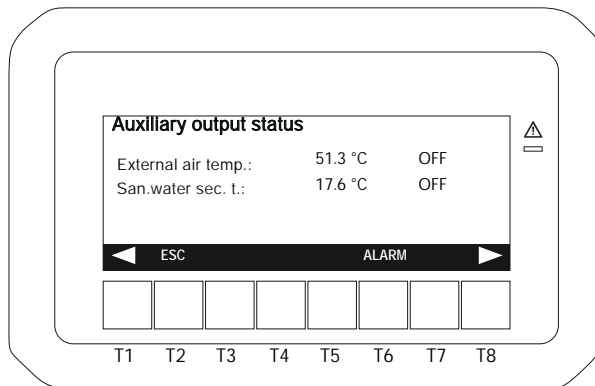 Auxiliary output status
External air temp.: 51.3 °C OFF
San.water sec. t.: 17.6 °C OFF
ESC ALARM
T1 T2 T3 T4 T5 T6 T7 T8